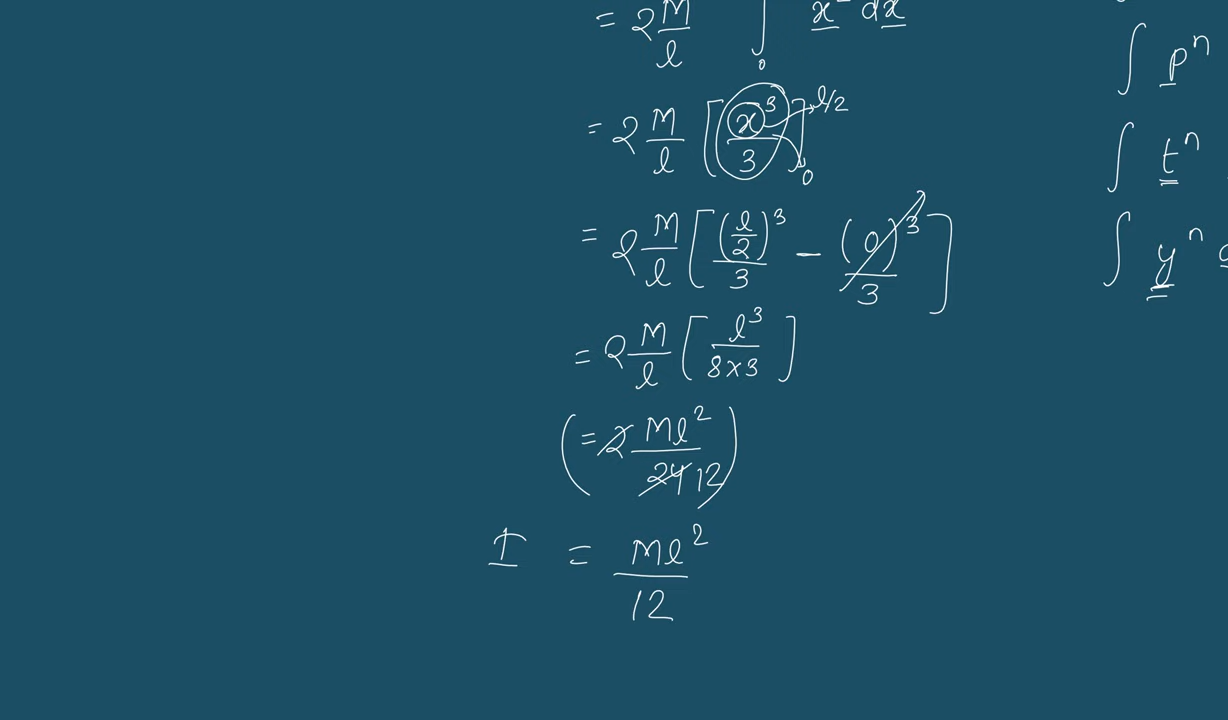 = 2 M/l ∫₀ x² dx
= 2 M/l [x³/3]₀^l/2
= 2 M/l [(l/2)³/3 − (0)³/3]
= 2 M/l [l³/8×3]
(= 2 Ml²/24 12)
I = Ml²/12
∫ pⁿ
∫ tⁿ
∫ yⁿ